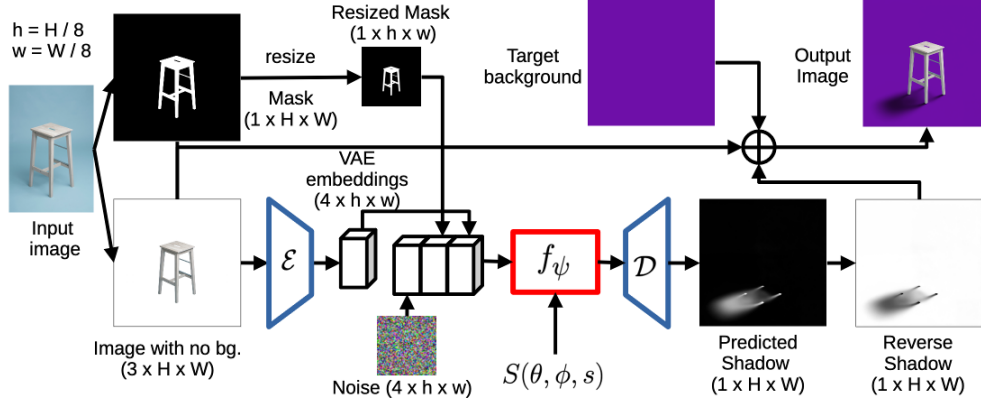 h = H / 8
w = W / 8
Input
image
resize
Mask
(1 x H x W)
Resized Mask
(1 x h x w)
Target
background
Output
Image
VAE
embeddings
(4 x h x w)
Image with no bg.
(3 x H x W)
ℰ
Noise (4 x h x w)
f_ψ
S(θ, ϕ, s)
𝒟
Predicted
Shadow
(1 x H x W)
Reverse
Shadow
(1 x H x W)